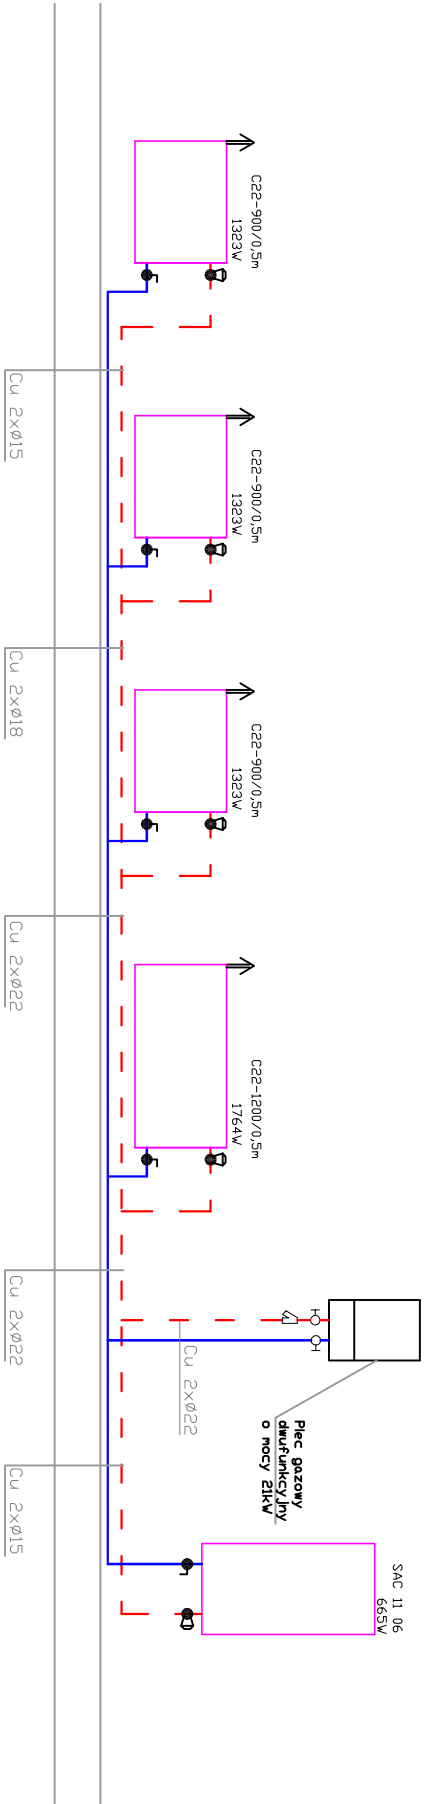 C22-900/0,5m
1323W
Cu 2xø15
C22-900/0,5m
1323W
Cu 2xø18
C22-900/0,5m
1323W
Cu 2xø22
C22-1200/0,5m
1764W
Cu 2xø22
Cu 2xø22
Piec gazowy
dwufunkcyjny
o mocy 21kW
Cu 2xø15
SAC 11 06
665W